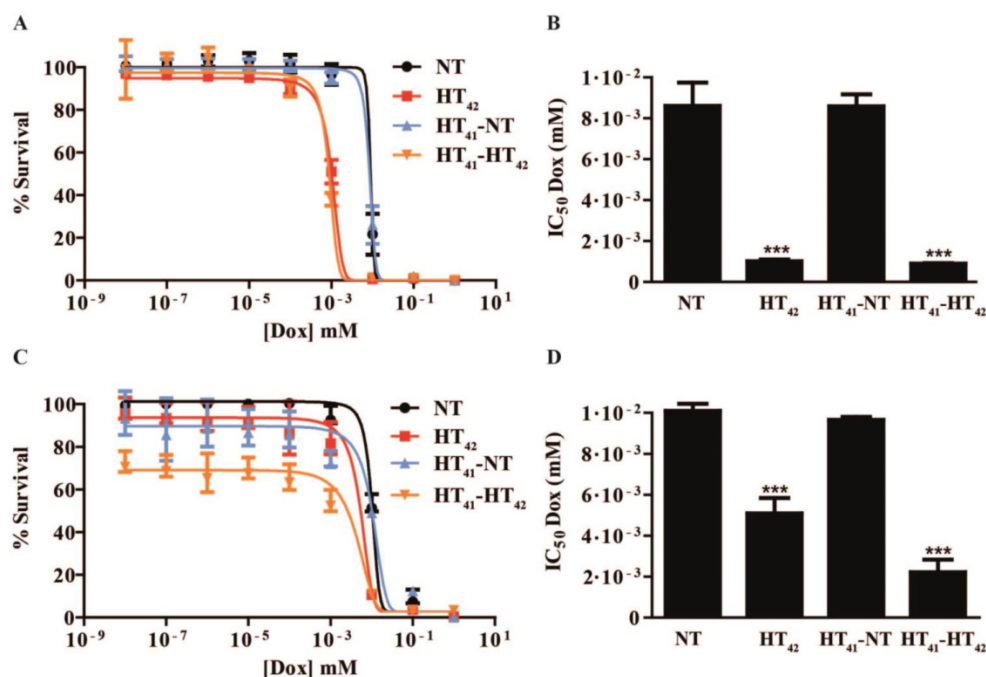 A
% Survival
100
80
60
40
20
0
10⁻⁹ 10⁻⁷ 10⁻⁵ 10⁻³ 10⁻¹ 10¹
[Dox] mM
NT
HT₄₂
HT₄₁-NT
HT₄₁-HT₄₂
B
IC₅₀ Dox (mM)
1·10⁻²
8·10⁻³
6·10⁻³
4·10⁻³
2·10⁻³
0
*** ***
NT HT₄₂ HT₄₁-NT HT₄₁-HT₄₂
C
% Survival
100
80
60
40
20
0
10⁻⁹ 10⁻⁷ 10⁻⁵ 10⁻³ 10⁻¹ 10¹
[Dox] mM
NT
HT₄₂
HT₄₁-NT
HT₄₁-HT₄₂
D
IC₅₀ Dox (mM)
1·10⁻²
8·10⁻³
6·10⁻³
4·10⁻³
2·10⁻³
0
***
***
NT HT₄₂ HT₄₁-NT HT₄₁-HT₄₂